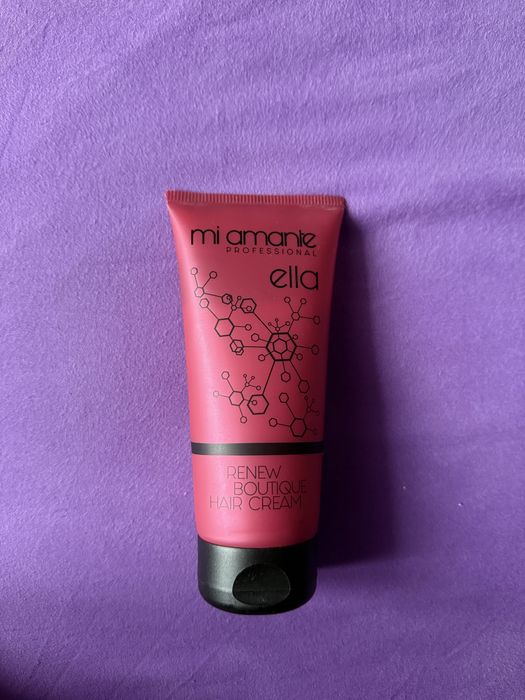 mi amante
PROFESSIONAL
ella
RENEW
BOUTIQUE
HAIR CREAM